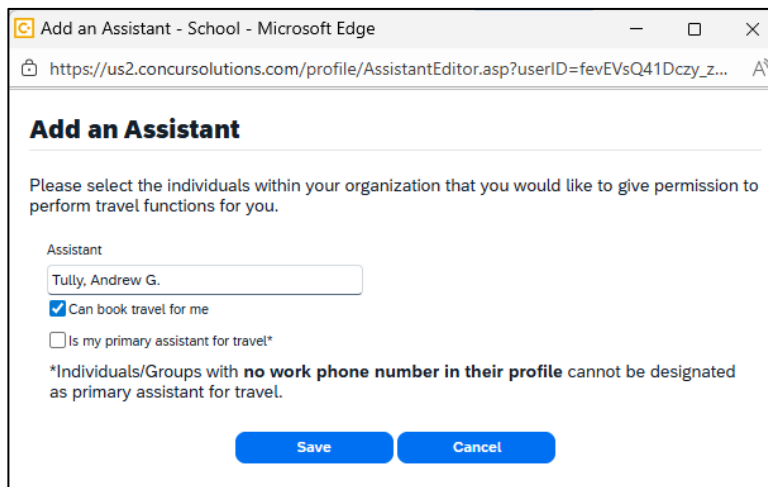 Add an Assistant - School - Microsoft Edge
https://us2.concursolutions.com/profile/AssistantEditor.asp?userID=fevEVsQ41Dczy_z...
Add an Assistant
Please select the individuals within your organization that you would like to give permission to
perform travel functions for you.
Assistant
Tully, Andrew G.
Can book travel for me
Is my primary assistant for travel*
*Individuals/Groups with no work phone number in their profile cannot be designated
as primary assistant for travel.
Save Cancel